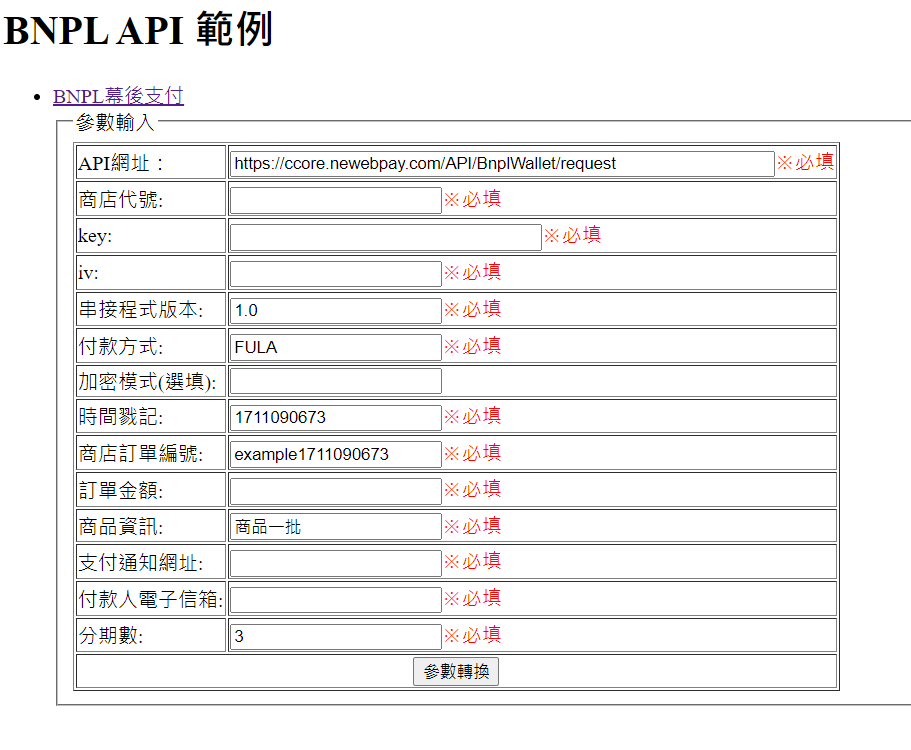 BNPL API 範例
BNPL幕後支付
參數輸入
API網址： https://ccore.newebpay.com/API/BnplWallet/request ※必填
商店代號: ※必填
key: ※必填
iv: ※必填
串接程式版本: 1.0 ※必填
付款方式: FULA ※必填
加密模式(選填):
時間戳記: 1711090673 ※必填
商店訂單編號: example1711090673 ※必填
訂單金額: ※必填
商品資訊: 商品一批 ※必填
支付通知網址: ※必填
付款人電子信箱: ※必填
分期數: 3 ※必填
參數轉換